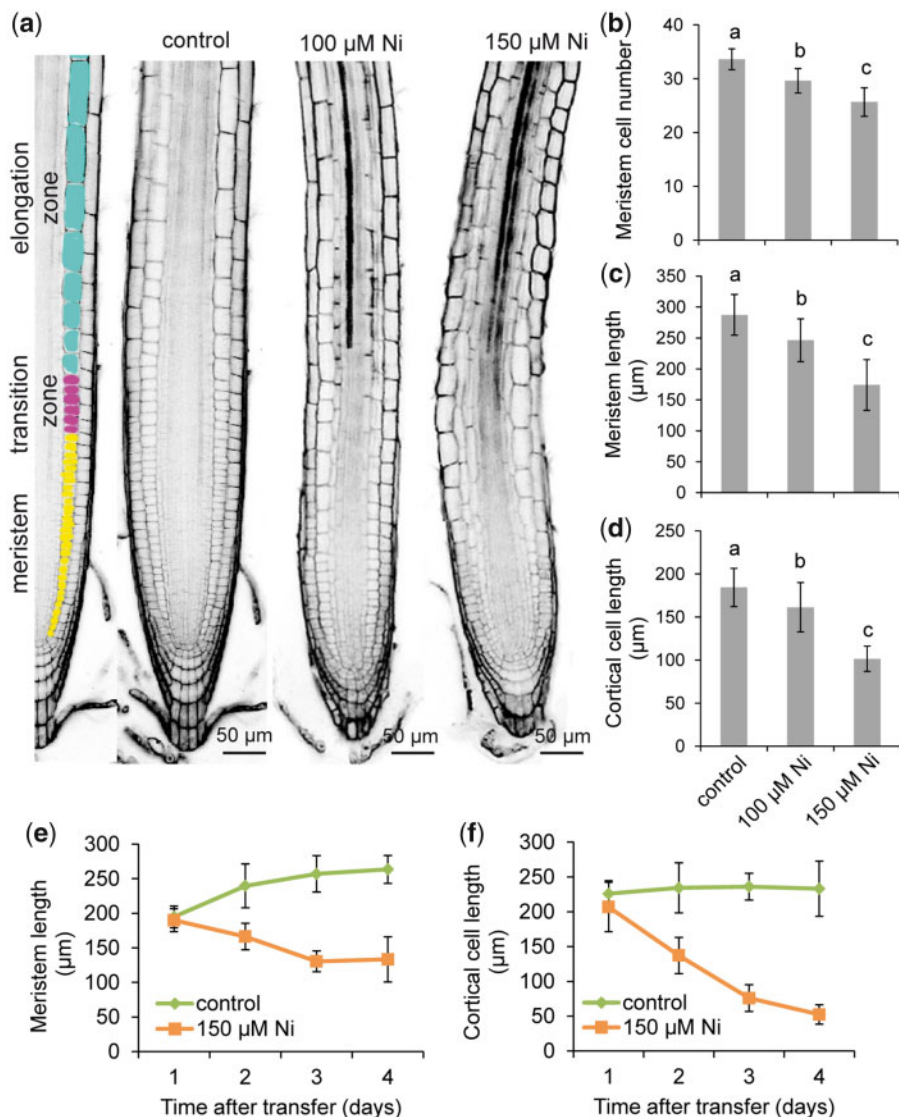 (a)
control
100 µM Ni
150 µM Ni
elongation
zone
transition
zone
meristem
50 µm
50 µm
50 µm
(b)
Meristem cell number
40
30
20
10
0
a
b
c
(c)
Meristem length
(µm)
350
300
250
200
150
100
50
0
a
b
c
(d)
Cortical cell length
(µm)
200
150
100
50
0
a
b
c
control
100 µM Ni
150 µM Ni
(e)
Meristem length
(µm)
300
250
200
150
100
50
0
control
150 µM Ni
1 2 3 4
Time after transfer (days)
(f)
Cortical cell length
(µm)
300
250
200
150
100
50
0
control
150 µM Ni
1 2 3 4
Time after transfer (days)